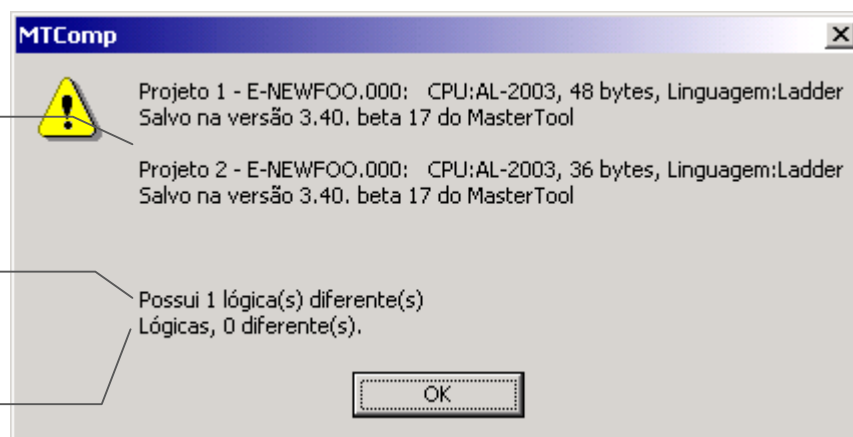 MTComp
Projeto 1 - E-NEWFOO.000: CPU:AL-2003, 48 bytes, Linguagem:Ladder
Salvo na versão 3.40. beta 17 do MasterTool
Projeto 2 - E-NEWFOO.000: CPU:AL-2003, 36 bytes, Linguagem:Ladder
Salvo na versão 3.40. beta 17 do MasterTool
Possui 1 lógica(s) diferente(s)
Lógicas, 0 diferente(s).
OK